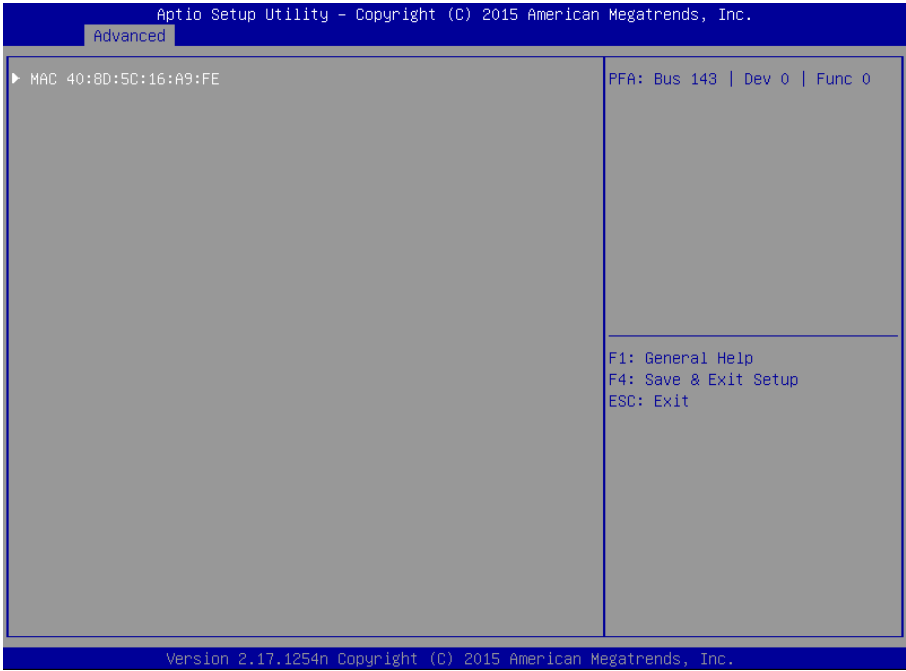 Aptio Setup Utility – Copyright (C) 2015 American Megatrends, Inc.
Advanced
MAC 40:8D:5C:16:A9:FE
PFA: Bus 143 | Dev 0 | Func 0
F1: General Help
F4: Save & Exit Setup
ESC: Exit
Version 2.17.1254n Copyright (C) 2015 American Megatrends, Inc.